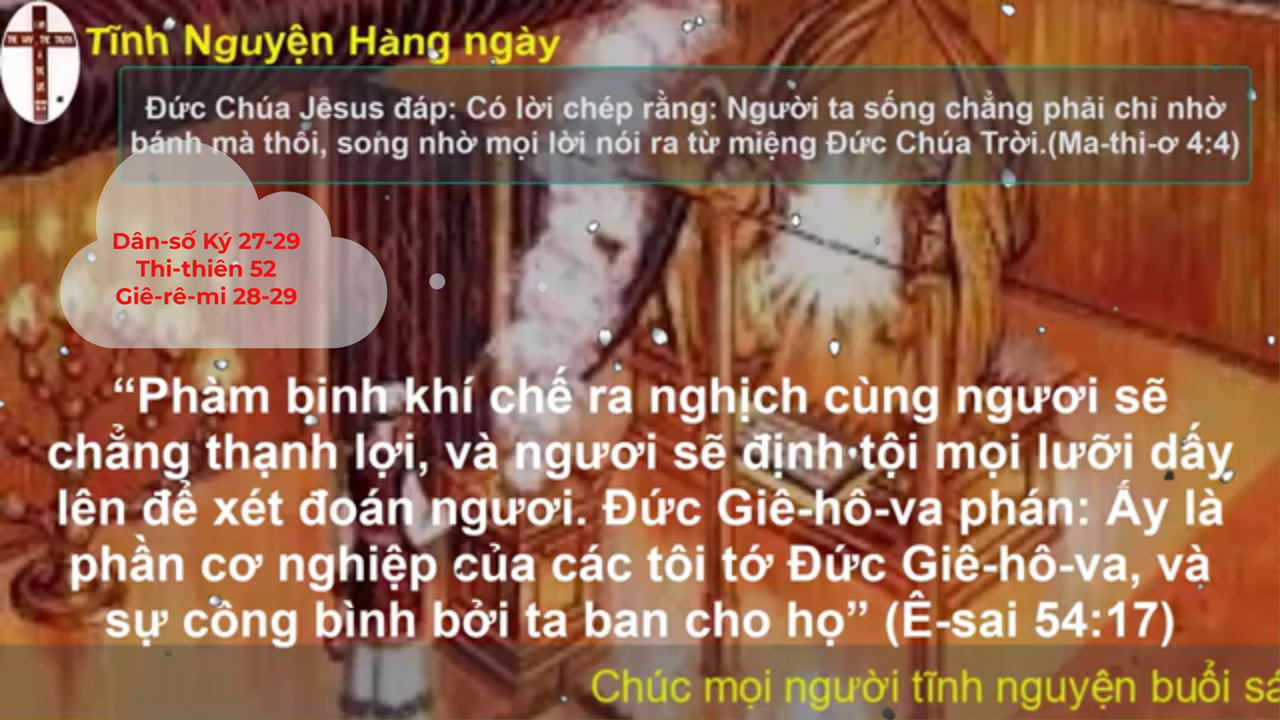 THE WAY THE TRUTH
Tĩnh Nguyện Hàng ngày
Đức Chúa Jêsus đáp: Có lời chép rằng: Người ta sống chẳng phải chỉ nhờ
bánh mà thôi, song nhờ mọi lời nói ra từ miệng Đức Chúa Trời.(Ma-thi-ơ 4:4)
Dân-số Ký 27-29
Thi-thiên 52
Giê-rê-mi 28-29
“Phàm binh khí chế ra nghịch cùng ngươi sẽ
chẳng thạnh lợi, và ngươi sẽ định tội mọi lưỡi dấy
lên để xét đoán ngươi. Đức Giê-hô-va phán: Ấy là
phần cơ nghiệp của các tôi tớ Đức Giê-hô-va, và
sự công bình bởi ta ban cho họ” (Ê-sai 54:17)
Chúc mọi người tĩnh nguyện buổi